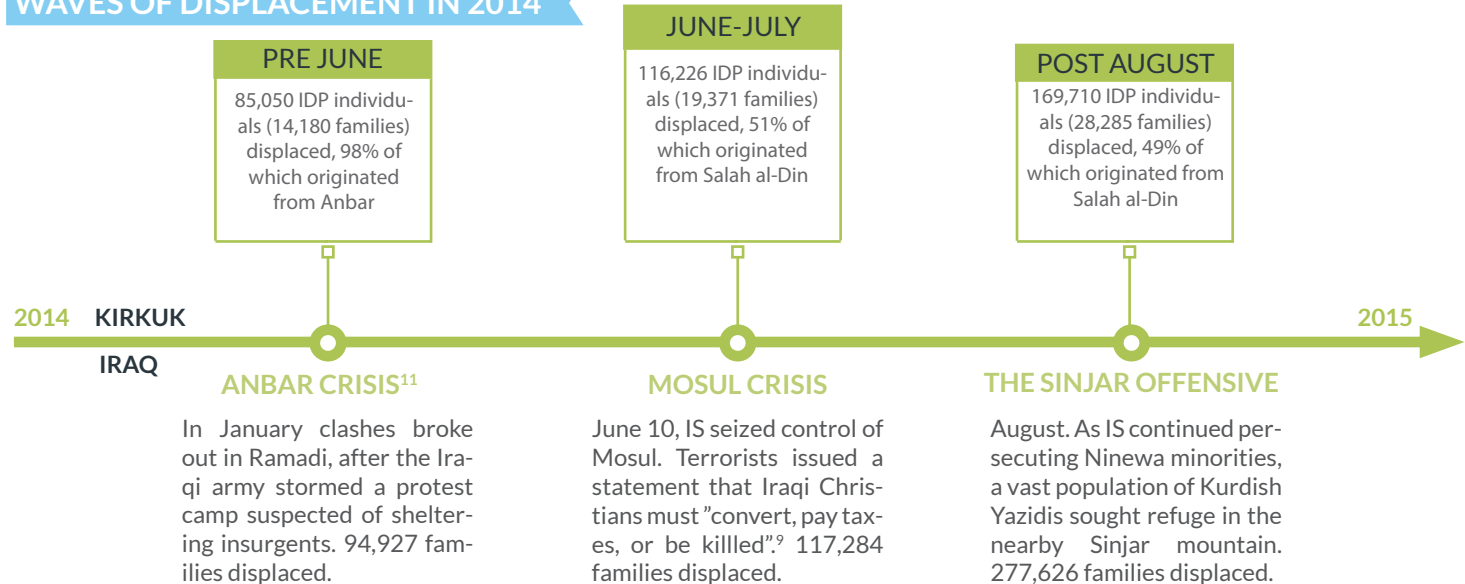 WAVES OF DISPLACEMENT IN 2014
PRE JUNE
85,050 IDP individu-
als (14,180 families)
displaced, 98% of
which originated
from Anbar
JUNE-JULY
116,226 IDP individu-
als (19,371 families)
displaced, 51% of
which originated
from Salah al-Din
POST AUGUST
169,710 IDP individu-
als (28,285 families)
displaced, 49% of
which originated from
Salah al-Din
2014 KIRKUK
2015
IRAQ
ANBAR CRISIS¹¹
In January clashes broke
out in Ramadi, after the Ira-
qi army stormed a protest
camp suspected of shelter-
ing insurgents. 94,927 fam-
ilies displaced.
MOSUL CRISIS
June 10, IS seized control of
Mosul. Terrorists issued a
statement that Iraqi Chris-
tians must "convert, pay tax-
es, or be killled".⁹ 117,284
families displaced.
THE SINJAR OFFENSIVE
August. As IS continued per-
secuting Ninewa minorities,
a vast population of Kurdish
Yazidis sought refuge in the
nearby Sinjar mountain.
277,626 families displaced.